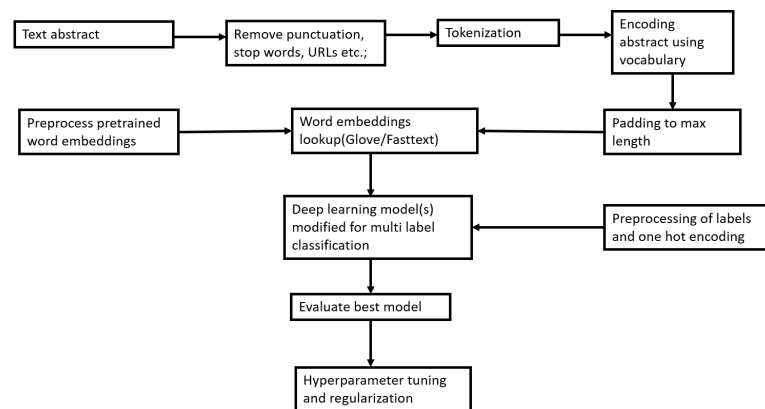 Text abstract
Remove punctuation,
stop words, URLs etc.;
Tokenization
Encoding
abstract using
vocabulary
Preprocess pretrained
word embeddings
Word embeddings
lookup(Glove/Fasttext)
Padding to max
length
Deep learning model(s)
modified for multi label
classification
Preprocessing of labels
and one hot encoding
Evaluate best model
Hyperparameter tuning
and regularization